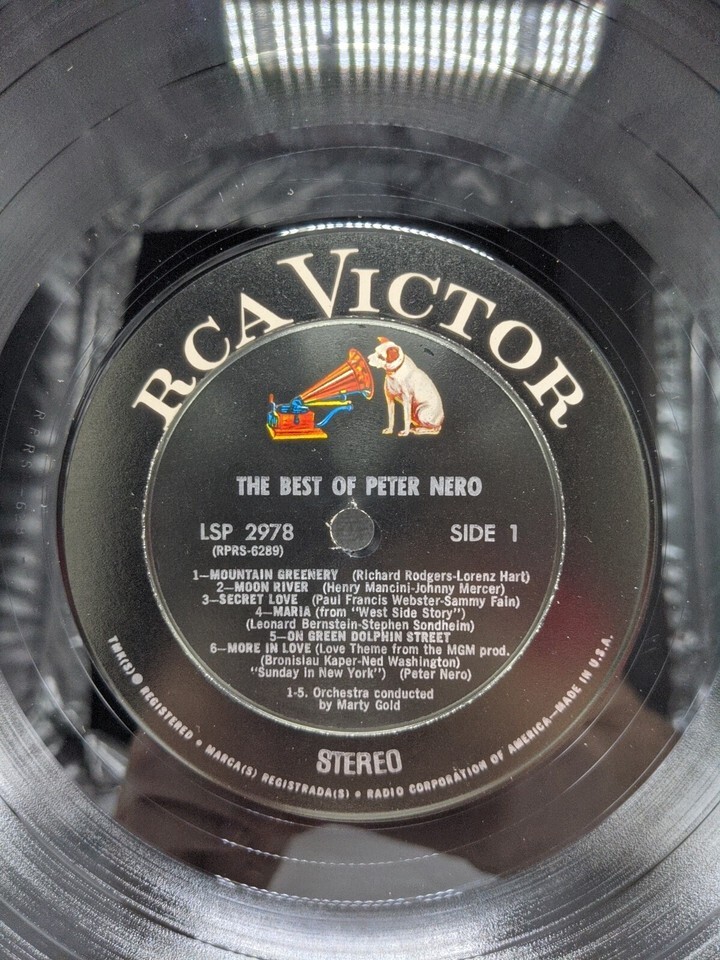 RCA VICTOR
THE BEST OF PETER NERO
LSP 2978 SIDE 1
(RPRS-6289)
1—MOUNTAIN GREENERY (Richard Rodgers-Lorenz Hart)
2—MOON RIVER (Henry Mancini-Johnny Mercer)
3—SECRET LOVE (Paul Francis Webster-Sammy Fain)
4—MARIA (from "West Side Story")
(Leonard Bernstein-Stephen Sondheim)
5—ON GREEN DOLPHIN STREET
6—MORE IN LOVE (Love Theme from the MGM prod.
(Bronislau Kaper-Ned Washington)
"Sunday in New York") (Peter Nero)
1-5. Orchestra conducted
by Marty Gold
STEREO
TMK(S) ® REGISTERED • MARCA(S) REGISTRADA(S) • RADIO CORPORATION OF AMERICA—MADE IN U.S.A.